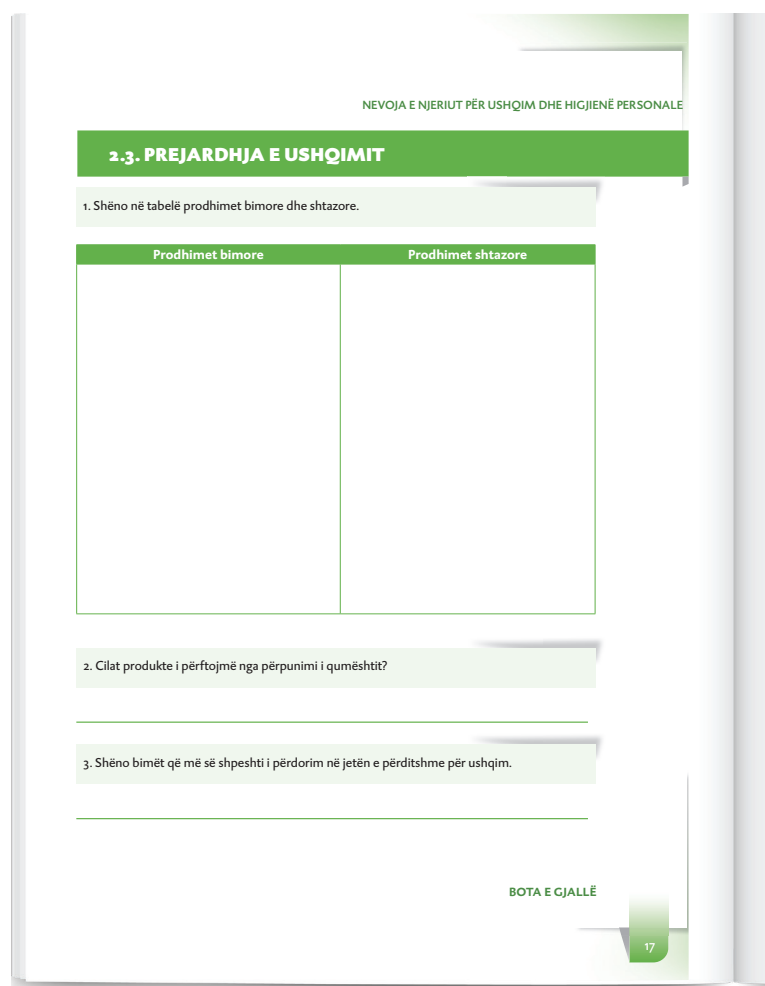 NEVOJA E NJERIUT PËR USHQIM DHE HIGJIENË PERSONALE
2.3. PREJARDHJA E USHQIMIT
1. Shëno në tabelë prodhimet bimore dhe shtazore.
Prodhimet bimore Prodhimet shtazore
2. Cilat produkte i përftojmë nga përpunimi i qumështit?
3. Shëno bimët që më së shpeshti i përdorim në jetën e përditshme për ushqim.
BOTA E GJALLË
17